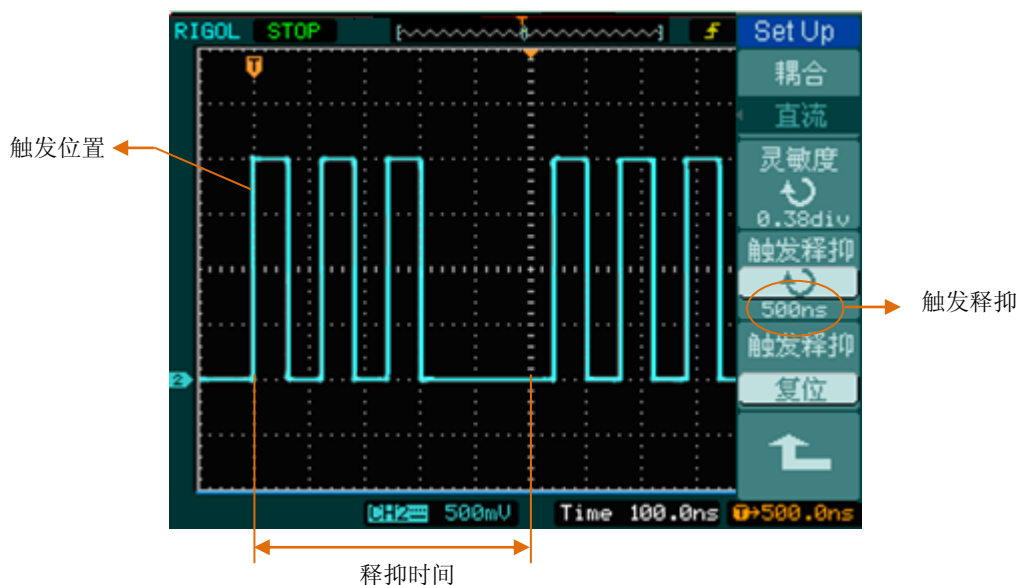 RIGOL STOP T Set Up
T
耦合
直流
灵敏度
0.38div
触发释抑
500ns
触发释抑
复位
触发位置
触发释抑
2
CH2 500mV Time 100.0ns T→500.0ns
释抑时间